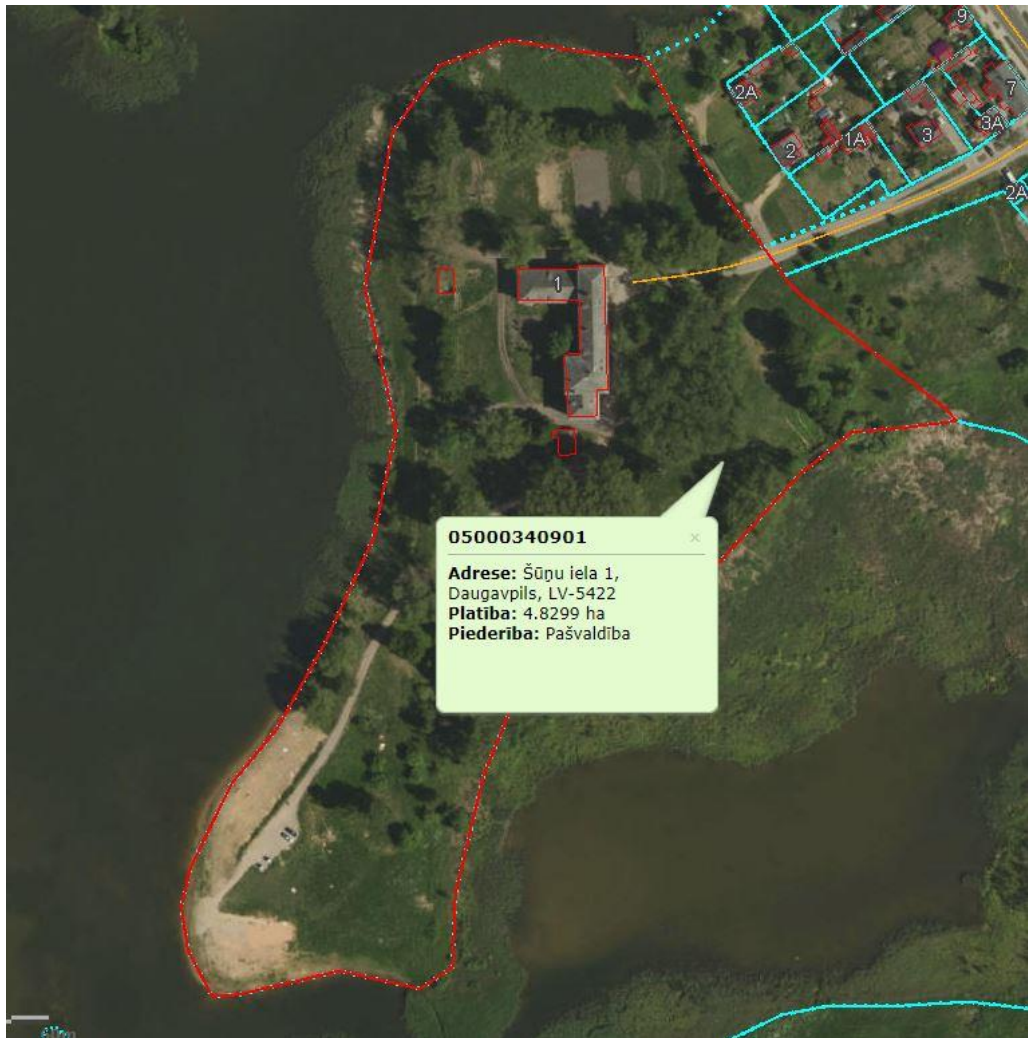 9
7
2A
3A
1A
3
2
2A
1
05000340901 ×
Adrese: Šūņu iela 1,
Daugavpils, LV-5422
Platība: 4.8299 ha
Piederība: Pašvaldība